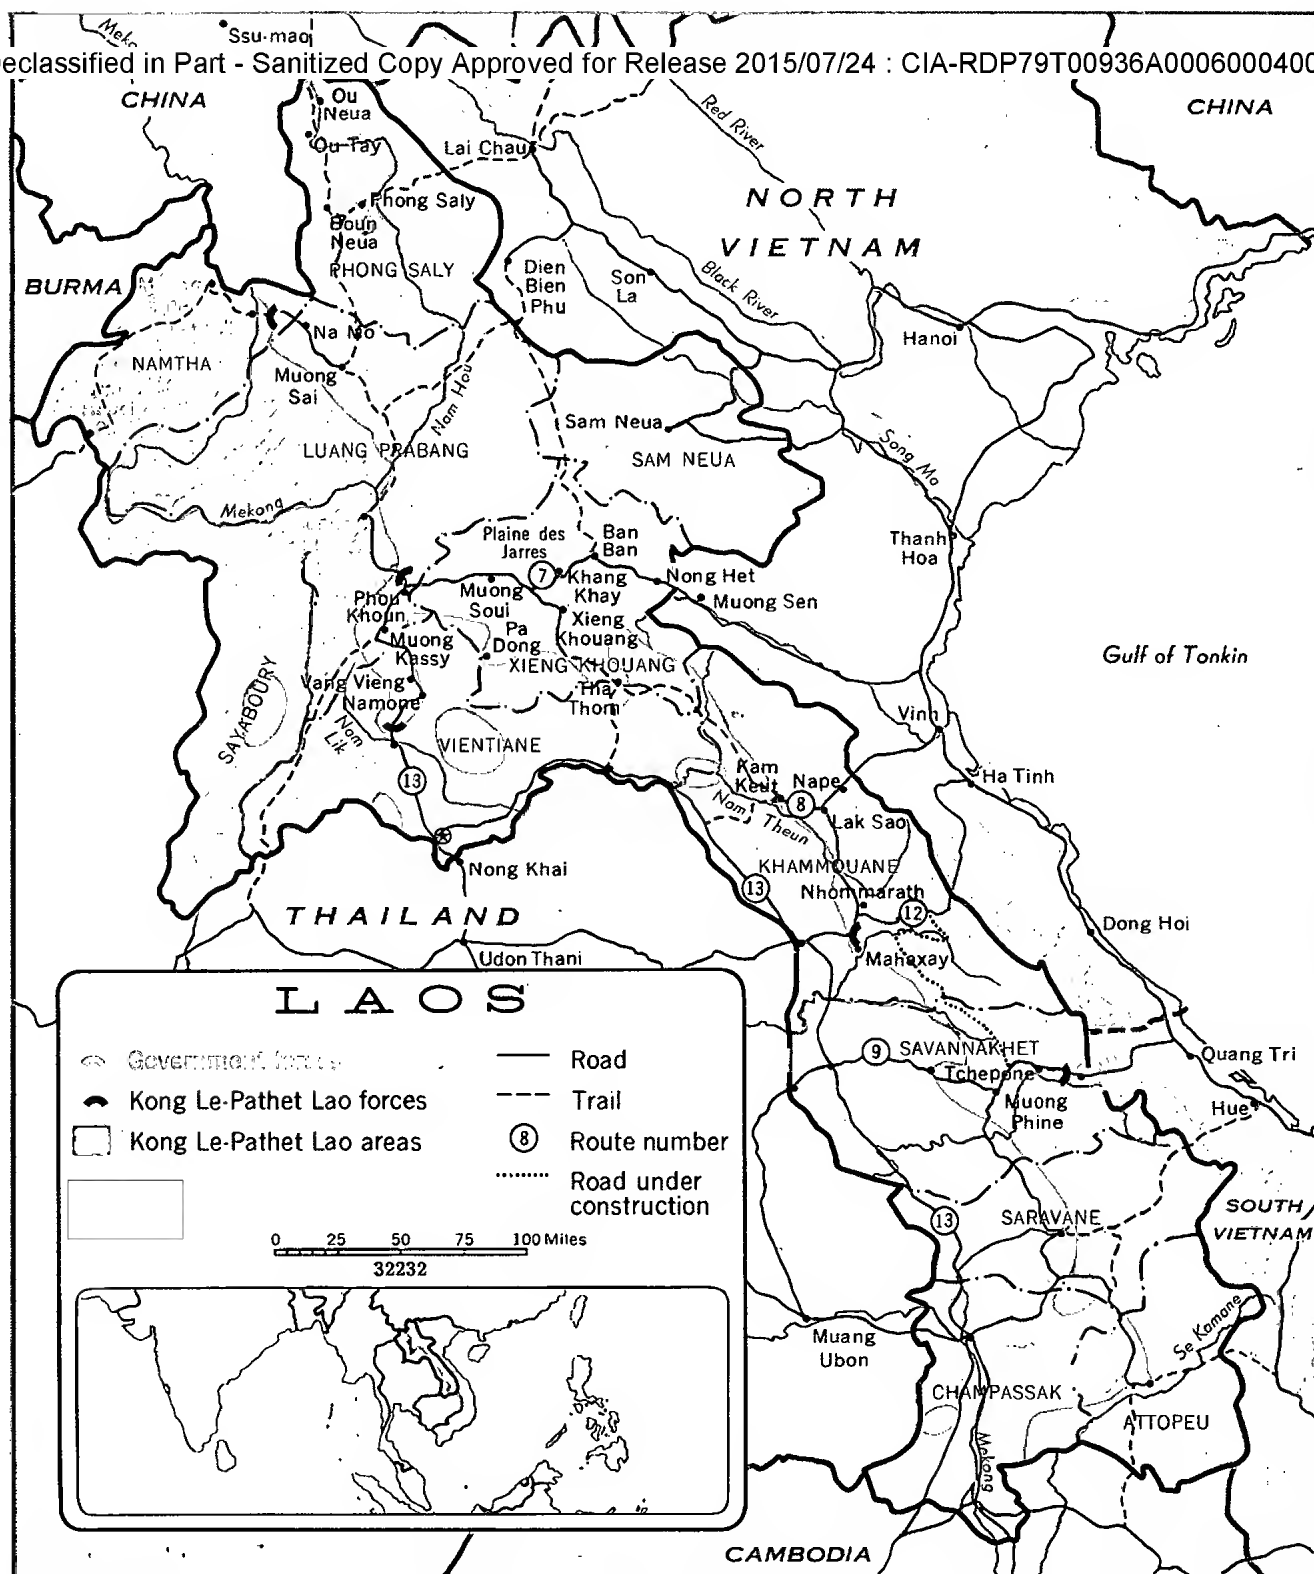 Ssu-mao
eclassified in Part - Sanitized Copy Approved for Release 2015/07/24 : CIA-RDP79T00936A0006000400
CHINA
CHINA
Ou
Neua
Ou Tay
Lai Chau
Red River
NORTH
VIETNAM
Phong Saly
Boun
Neua
PHONG SALY
BURMA
Dien
Bien
Phu
Son
La
Black River
Hanoi
Na Mo
NAMTHA
Muong
Sai
Nam Hou
Sam Neua
LUANG PRABANG
SAM NEUA
Song Ma
Mekong
Thanh
Hoa
Plaine des
Jarres
Ban
Ban
7
Khang
Khay
Nong Het
Muong Sen
Phou
Khoun
Muong
Soui
Xieng
Khouang
Pa
Dong
Muong
Kassy
XIENG KHOUANG
Gulf of Tonkin
SAYABOURY
Vang Vieng
Namone
Tha
Thom
Nam
Lik
VIENTIANE
Vinh
13
Kam
Keut
Nape
8
Ha Tinh
Nam Theun
Lak Sao
Nong Khai
KHAMMOUANE
13
Nhommarath
12
THAILAND
Dong Hoi
Udon Thani
Mahaxay
LAOS
Government forces
Kong Le-Pathet Lao forces
Kong Le-Pathet Lao areas
Road
Trail
8
Route number
Road under
construction
0 25 50 75 100 Miles
32232
9
SAVANNAKHET
Tchepone
Quang Tri
Muong
Phine
Hue
13
SARAVANE
SOUTH
VIETNAM
Muang
Ubon
Se Kamane
CHAMPASSAK
ATTOPEU
Mekong
CAMBODIA